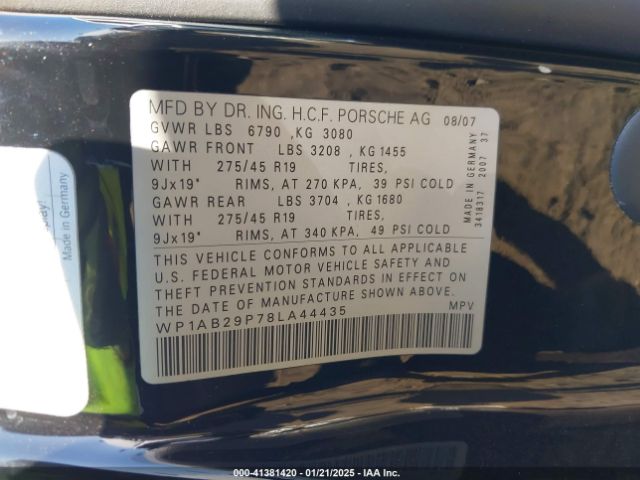 MFD BY DR. ING. H.C.F. PORSCHE AG 08/07
GVWR LBS 6790 ,KG 3080
GAWR FRONT LBS 3208 , KG 1455
WITH 275/45 R19 TIRES,
9Jx19" RIMS, AT 270 KPA, 39 PSI COLD
GAWR REAR LBS 3704 , KG 1680
WITH 275/45 R19 TIRES,
9Jx19" RIMS, AT 340 KPA, 49 PSI COLD
THIS VEHICLE CONFORMS TO ALL APPLICABLE
U.S. FEDERAL MOTOR VEHICLE SAFETY AND
THEFT PREVENTION STANDARDS IN EFFECT ON
THE DATE OF MANUFACTURE SHOWN ABOVE.
WP1AB29P78LA44435 MPV
MADE IN GERMANY
3418317 2007 37
Made in Germany
Made in Germany
000-41381420 - 01/21/2025 - IAA Inc.